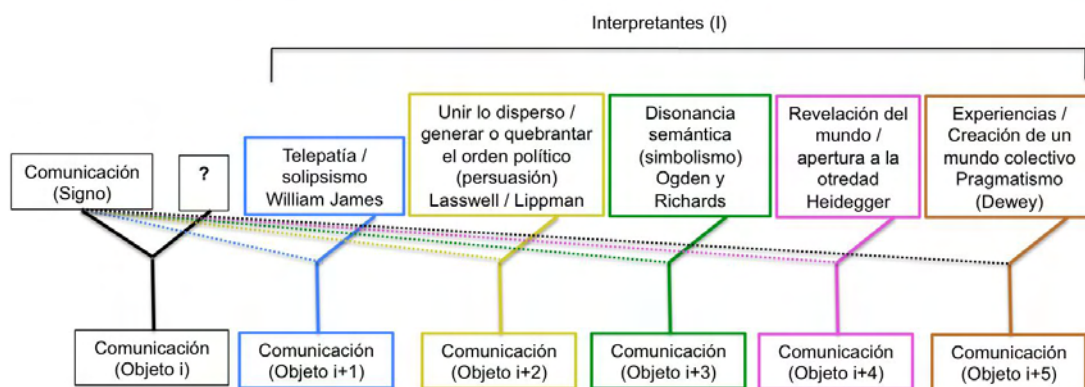 Interpretantes (I)
Comunicación
(Signo)
?
Telepatía /
solipsismo
William James
Unir lo disperso /
generar o quebrantar
el orden político
(persuasión)
Lasswell / Lippman
Disonancia
semántica
(simbolismo)
Ogden y
Richards
Revelación del
mundo /
apertura a la
otredad
Heidegger
Experiencias /
Creación de un
mundo colectivo
Pragmatismo
(Dewey)
Comunicación
(Objeto i)
Comunicación
(Objeto i+1)
Comunicación
(Objeto i+2)
Comunicación
(Objeto i+3)
Comunicación
(Objeto i+4)
Comunicación
(Objeto i+5)